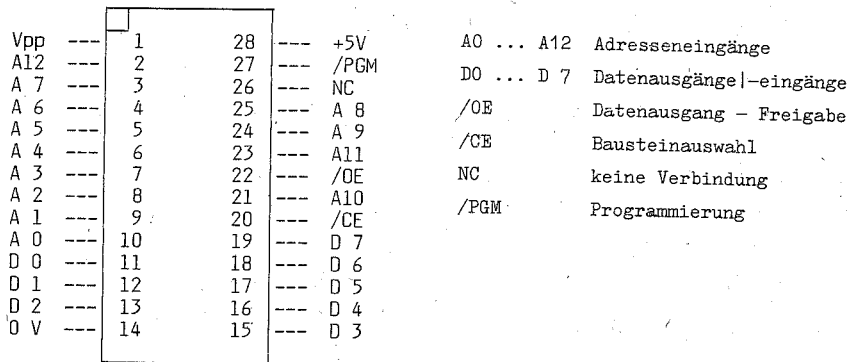 Vpp --- 1 28 --- +5V
A12 --- 2 27 --- /PGM
A 7 --- 3 26 --- NC
A 6 --- 4 25 --- A 8
A 5 --- 5 24 --- A 9
A 4 --- 6 23 --- A11
A 3 --- 7 22 --- /OE
A 2 --- 8 21 --- A10
A 1 --- 9 20 --- /CE
A 0 --- 10 19 --- D 7
D 0 --- 11 18 --- D 6
D 1 --- 12 17 --- D 5
D 2 --- 13 16 --- D 4
0 V --- 14 15 --- D 3
A0 ... A12 Adresseneingänge
D0 ... D 7 Datenausgänge|-eingänge
/OE Datenausgang - Freigabe
/CE Bausteinauswahl
NC keine Verbindung
/PGM Programmierung